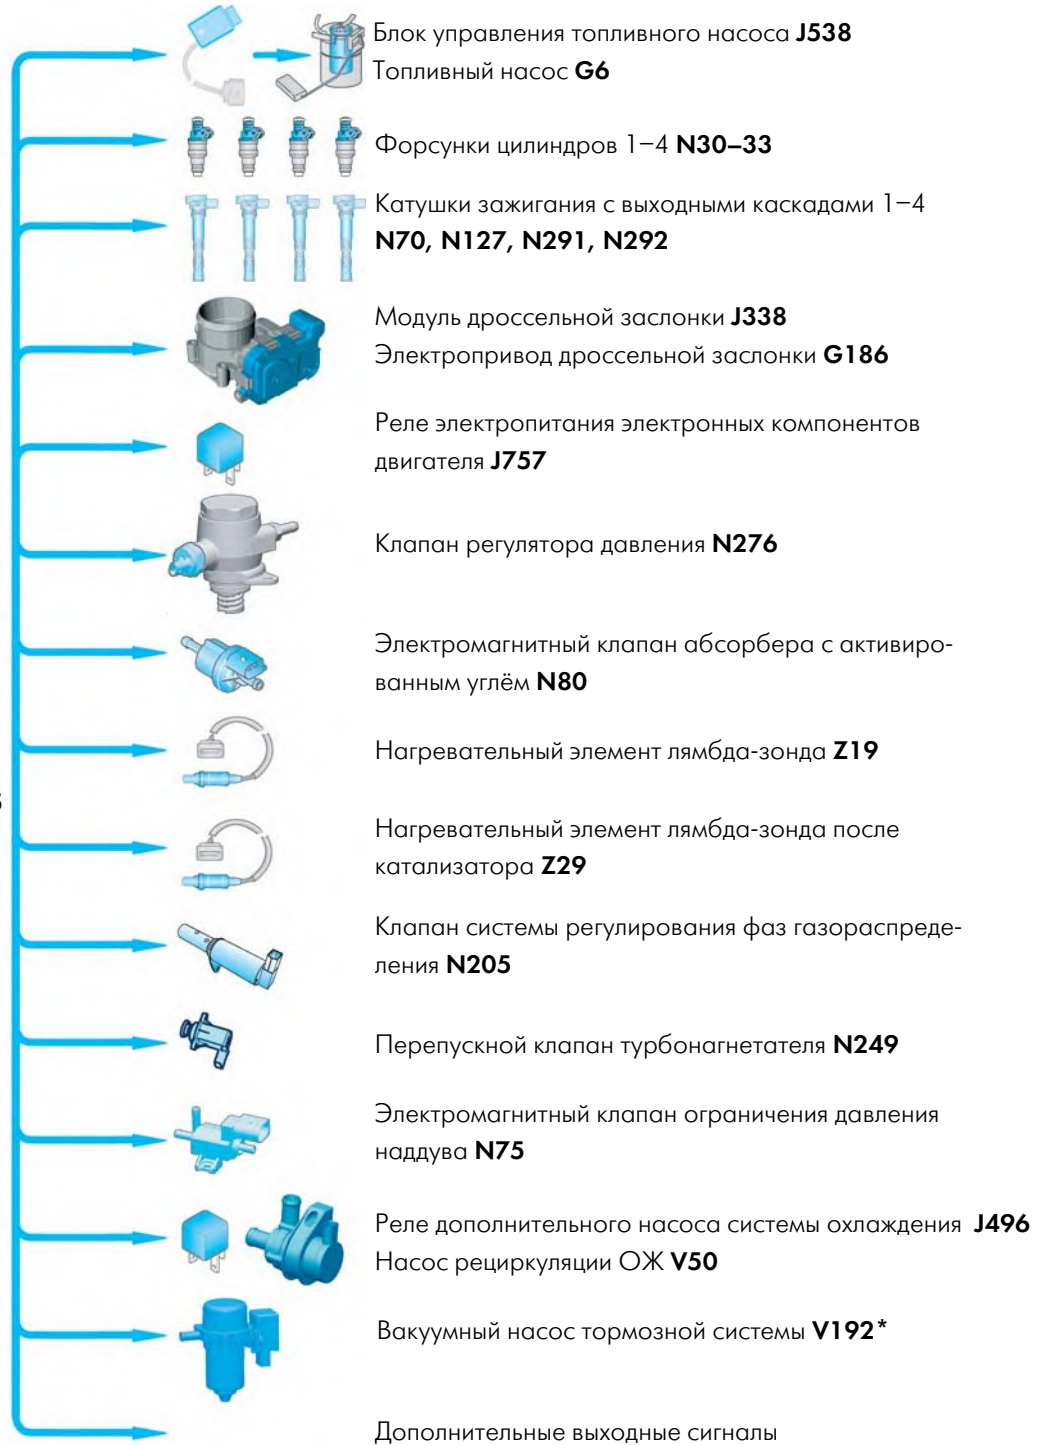 Блок управления топливного насоса J538
Топливный насос G6
Форсунки цилиндров 1–4 N30–33
Катушки зажигания с выходными каскадами 1–4
N70, N127, N291, N292
Модуль дроссельной заслонки J338
Электропривод дроссельной заслонки G186
Реле электропитания электронных компонентов
двигателя J757
Клапан регулятора давления N276
Электромагнитный клапан абсорбера с активиро-
ванным углём N80
Нагревательный элемент лямбда-зонда Z19
Нагревательный элемент лямбда-зонда после
катализатора Z29
Клапан системы регулирования фаз газораспреде-
ления N205
Перепускной клапан турбонагнетателя N249
Электромагнитный клапан ограничения давления
наддува N75
Реле дополнительного насоса системы охлаждения J496
Насос рециркуляции ОЖ V50
Вакуумный насос тормозной системы V192*
Дополнительные выходные сигналы